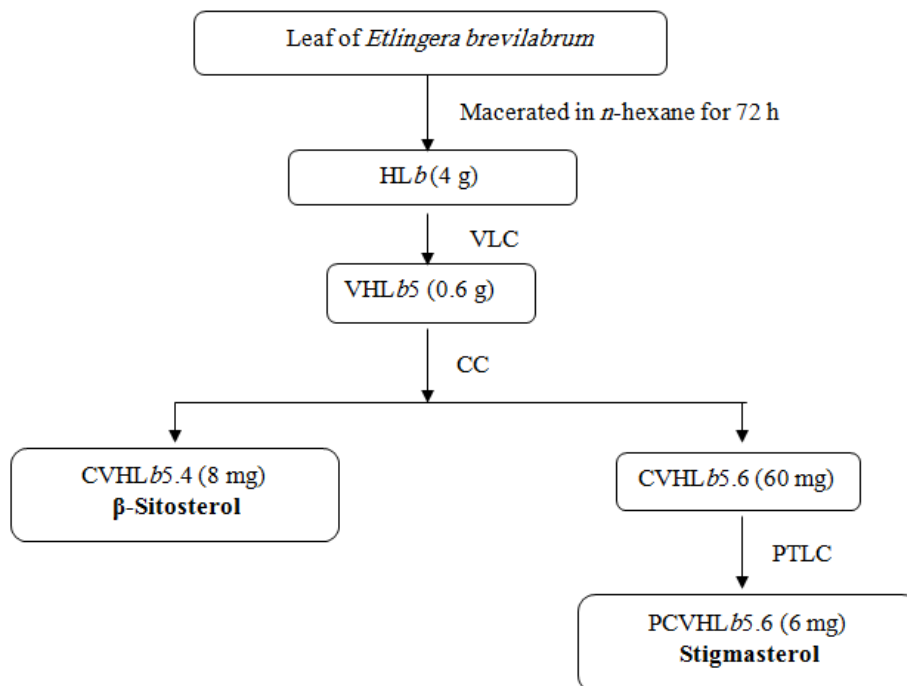 Leaf of Etlingera brevilabrum
Macerated in n-hexane for 72 h
HLb (4 g)
VLC
VHLb5 (0.6 g)
CC
CVHLb5.4 (8 mg)
β-Sitosterol
CVHLb5.6 (60 mg)
PTLC
PCVHLb5.6 (6 mg)
Stigmasterol